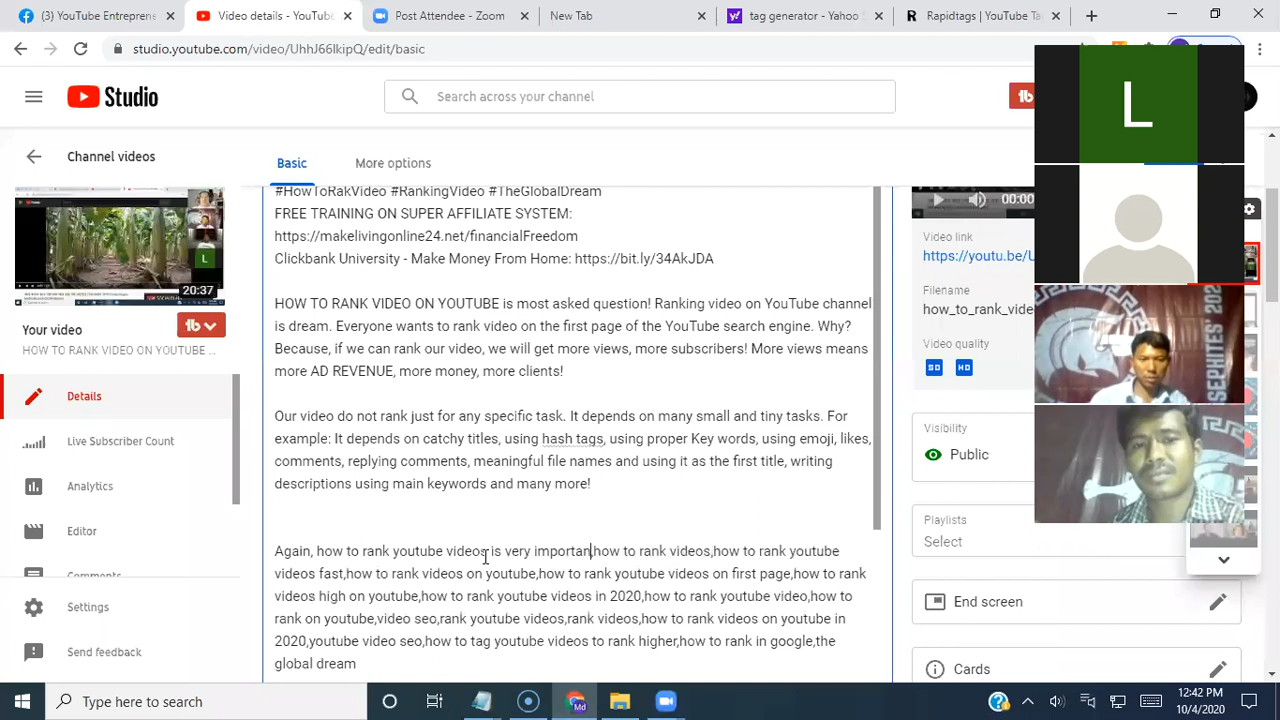 (20) Facebook
Video details - YouTub
Post Attendee - Zoom
New Tab
tag generator - Yahoo S
Rapidtags | YouTube Ta
studio.youtube.com/video/UhhJ66IkipQ/edit/basic
Studio
Search across your channel
L
Channel videos
Basic
More options
#HowToRakVideo #RankingVideo #TheGlobalDream
FREE TRAINING ON SUPER AFFILIATE SYSTEM:
https://makelivingonline24.net/financialFreedom
Clickbank University - Make Money From Home: https://bit.ly/34AkJDA
HOW TO RANK VIDEO ON YOUTUBE is most asked question! Ranking video on YouTube channel
is dream. Everyone wants to rank video on the first page of the YouTube search engine. Why?
Because, if we can rank our video, we will get more views, more subscribers! More views means
more AD REVENUE, more money, more clients!
Our video do not rank just for any specific task. It depends on many small and tiny tasks. For
example: It depends on catchy titles, using hash tags, using proper Key words, using emoji, likes,
comments, replying comments, meaningful file names and using it as the first title, writing
descriptions using main keywords and many more!
Again, how to rank youtube videos is very importan,how to rank videos,how to rank youtube
videos fast,how to rank videos on youtube,how to rank youtube videos on first page,how to rank
videos high on youtube,how to rank youtube videos in 2020,how to rank youtube video,how to
rank on youtube,video seo,rank youtube videos,rank videos,how to rank videos on youtube in
2020,youtube video seo,how to tag youtube videos to rank higher,how to rank in google,the
global dream
L
20:37
Your video
HOW TO RANK VIDEO ON YOUTUBE ...
Details
Live Subscriber Count
Analytics
Editor
Comments
Settings
Send feedback
00:00
Video link
https://youtu.be/U
Filename
how_to_rank_vide
Video quality
SD
HD
Visibility
Public
Playlists
Select
End screen
Cards
SEPHITES 202
Type here to search
12:42 PM
10/4/2020